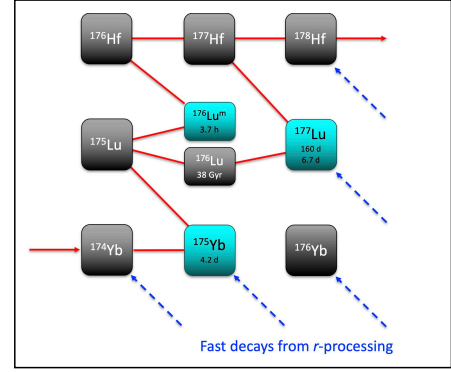 ¹⁷⁶Hf ¹⁷⁷Hf ¹⁷⁸Hf
¹⁷⁶Luᵐ
3.7 h
¹⁷⁵Lu
¹⁷⁶Lu
38 Gyr
¹⁷⁷Lu
160 d
6.7 d
¹⁷⁴Yb
¹⁷⁵Yb
4.2 d
¹⁷⁶Yb
Fast decays from r-processing